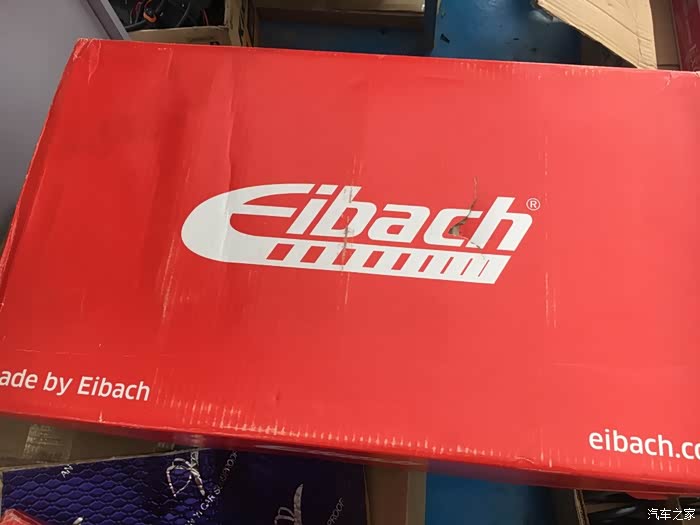 Eibach®
ade by Eibach
eibach.co
汽车之家